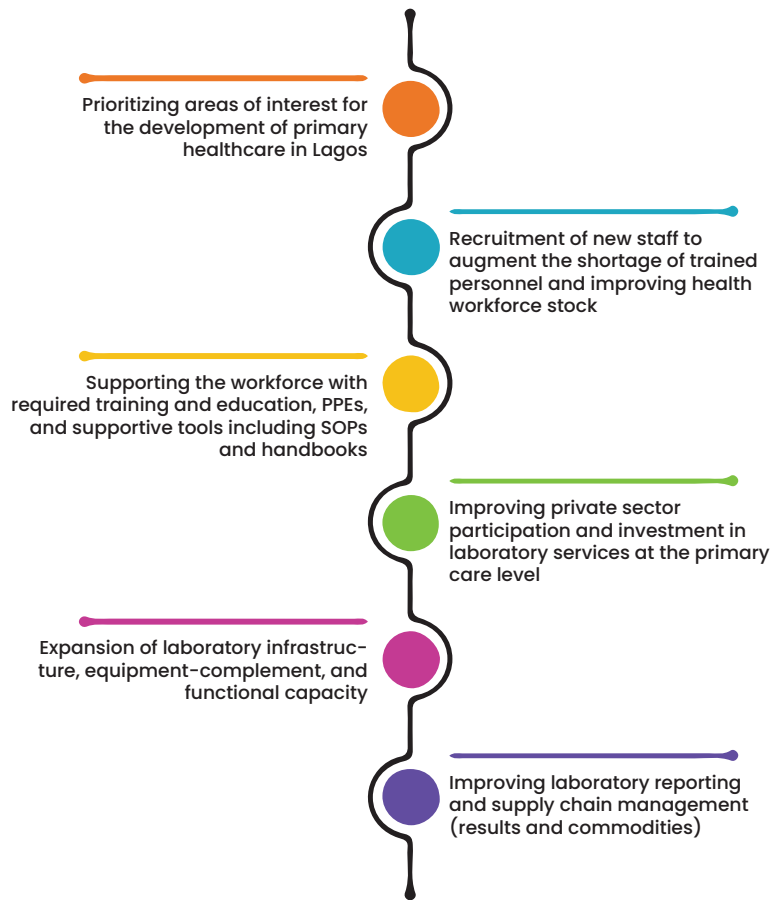 Prioritizing areas of interest for
the development of primary
healthcare in Lagos
Recruitment of new staff to
augment the shortage of trained
personnel and improving health
workforce stock
Supporting the workforce with
required training and education, PPEs,
and supportive tools including SOPs
and handbooks
Improving private sector
participation and investment in
laboratory services at the primary
care level
Expansion of laboratory infrastruc-
ture, equipment-complement, and
functional capacity
Improving laboratory reporting
and supply chain management
(results and commodities)